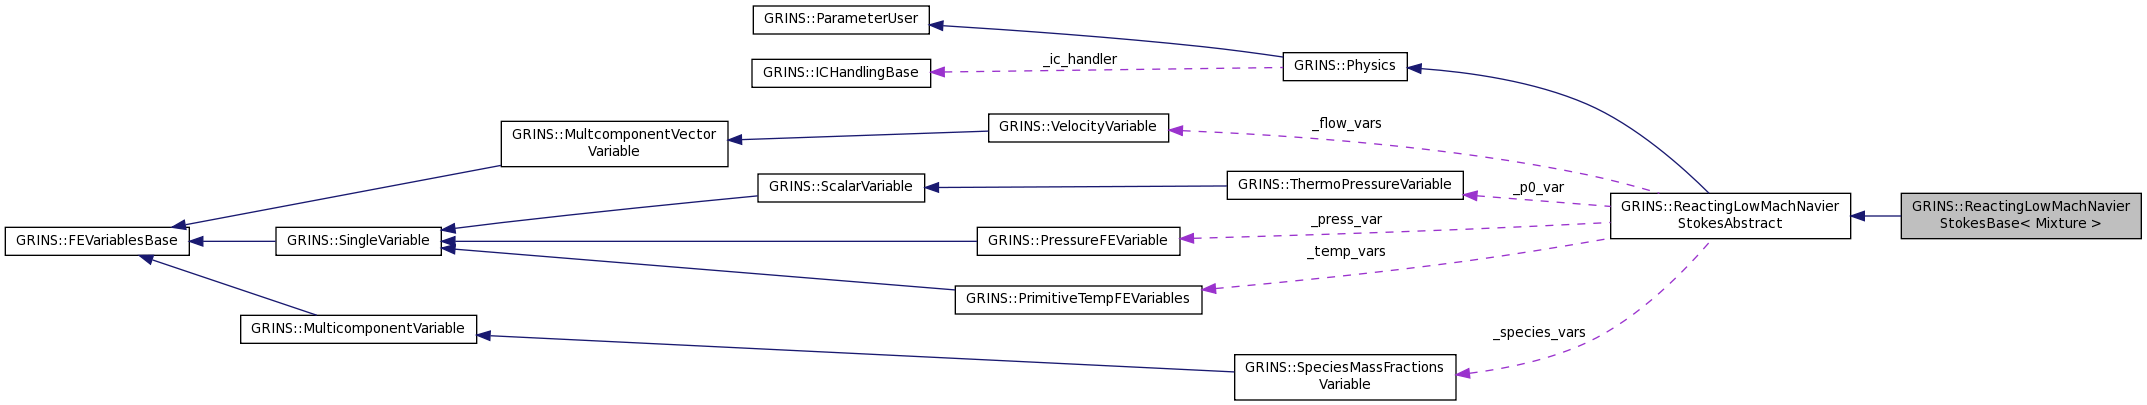 GRINS::ParameterUser
_ic_handler
GRINS::Physics
GRINS::ICHandlingBase
GRINS::MultcomponentVector
Variable
GRINS::VelocityVariable
_flow_vars
GRINS::ScalarVariable
GRINS::ThermoPressureVariable
_p0_var
GRINS::ReactingLowMachNavier
StokesAbstract
GRINS::ReactingLowMachNavier
StokesBase< Mixture >
_press_var
GRINS::FEVariablesBase
GRINS::SingleVariable
GRINS::PressureFEVariable
_temp_vars
GRINS::PrimitiveTempFEVariables
GRINS::MulticomponentVariable
_species_vars
GRINS::SpeciesMassFractions
Variable